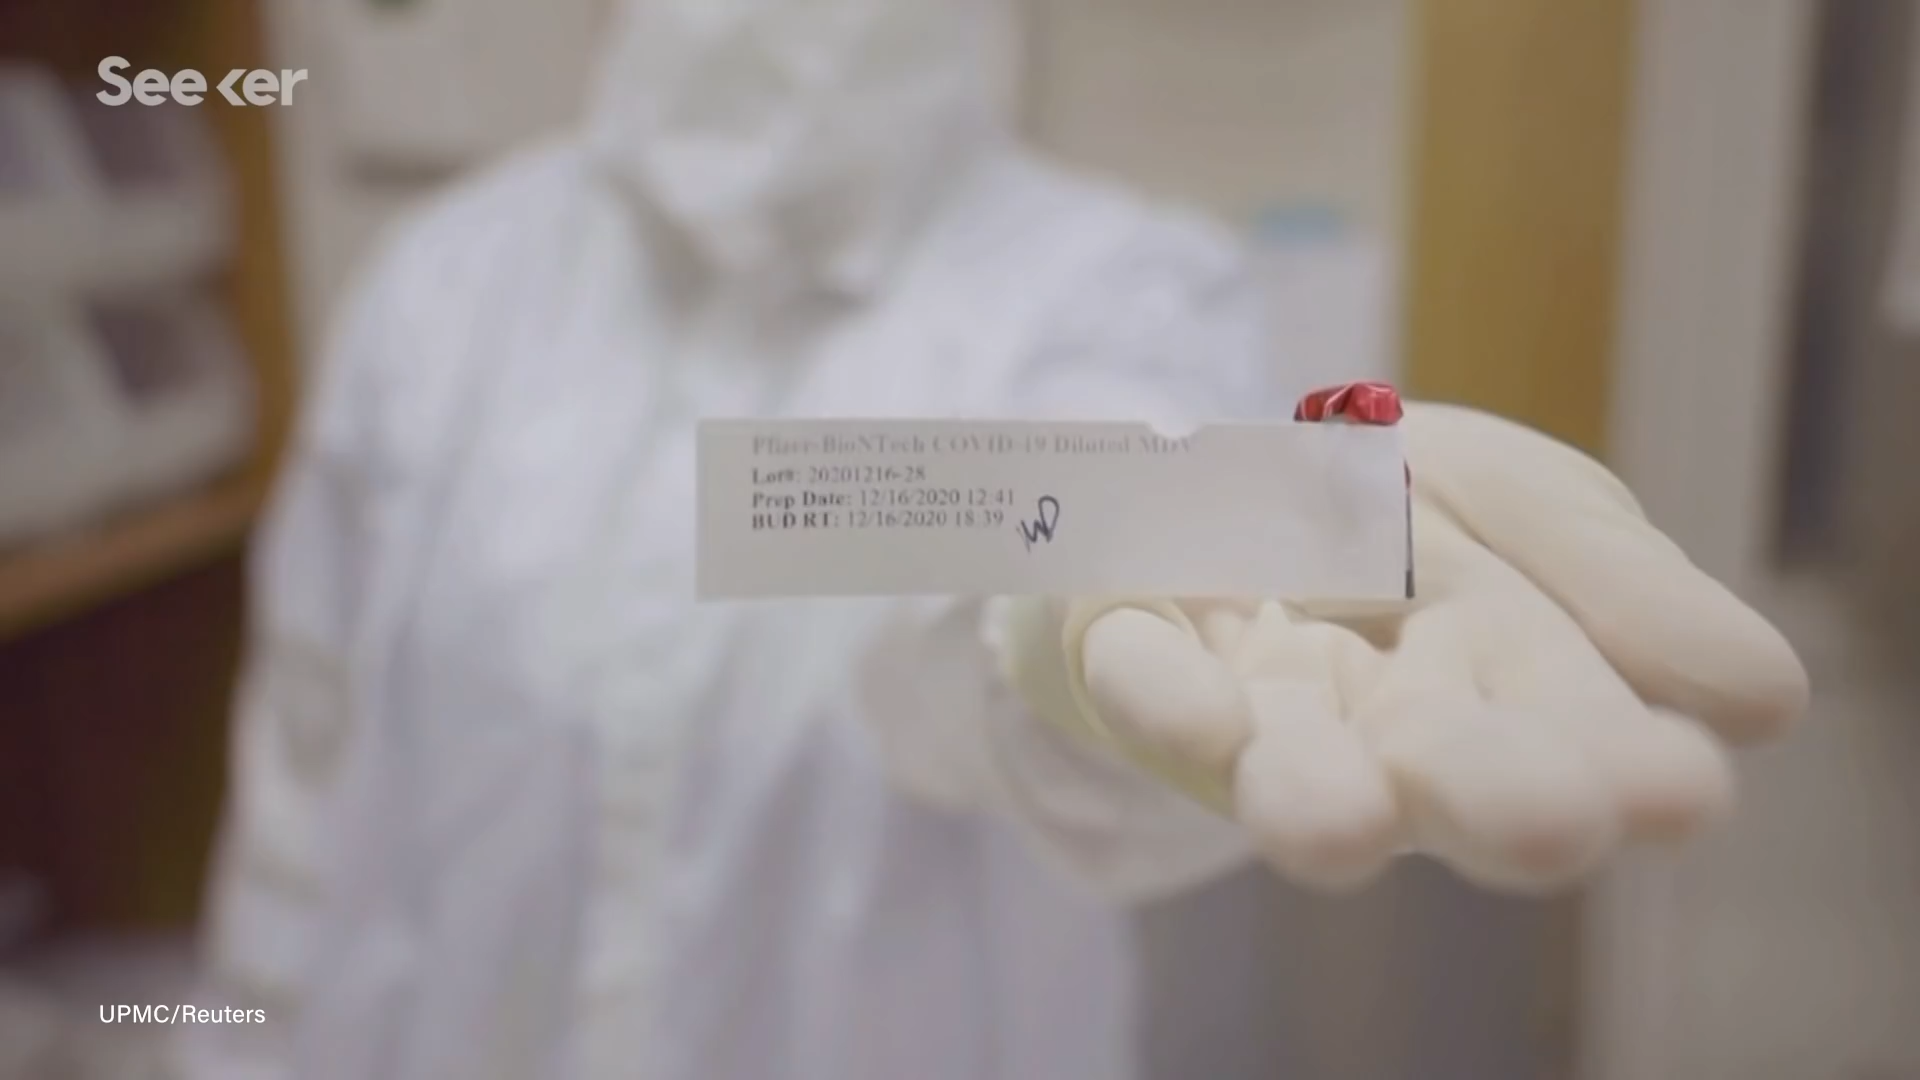 Seeker
Pfizer-BioNTech COVID-19 Diluted MDV
Lot#: 20201216-28
Prep Date: 12/16/2020 12:41
BUD RT: 12/16/2020 18:39
UPMC/Reuters